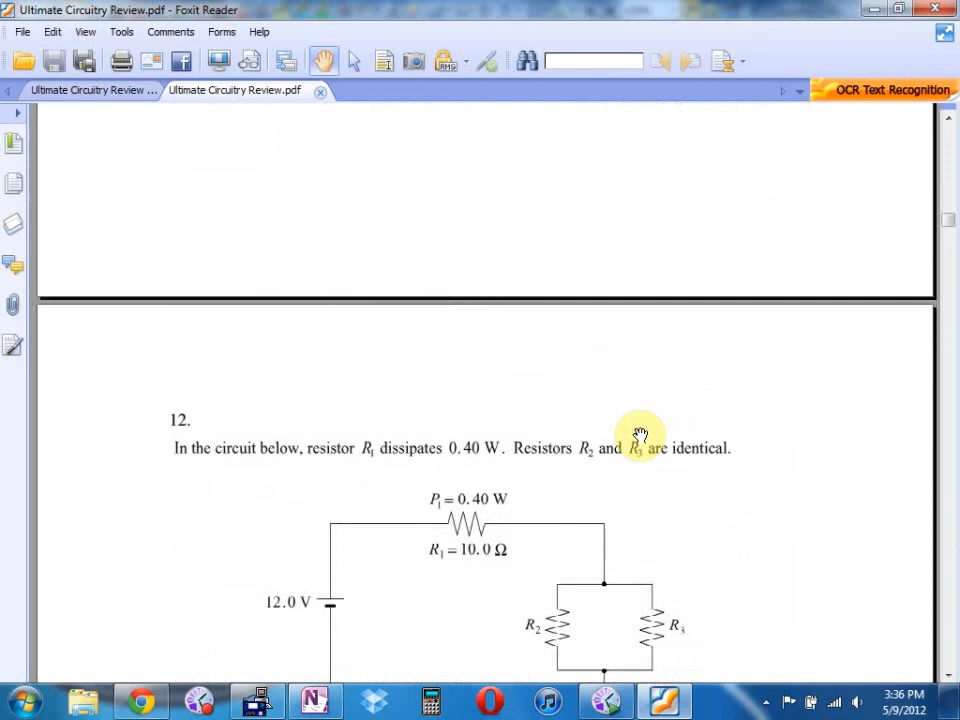 Ultimate Circuitry Review.pdf - Foxit Reader
File Edit View Tools Comments Forms Help
Ultimate Circuitry Review ... Ultimate Circuitry Review.pdf OCR Text Recognition
12.
In the circuit below, resistor R₁ dissipates 0.40 W. Resistors R₂ and R₃ are identical.
P₁ = 0.40 W
R₁ = 10.0 Ω
12.0 V
R₂ R₃
3:36 PM
5/9/2012